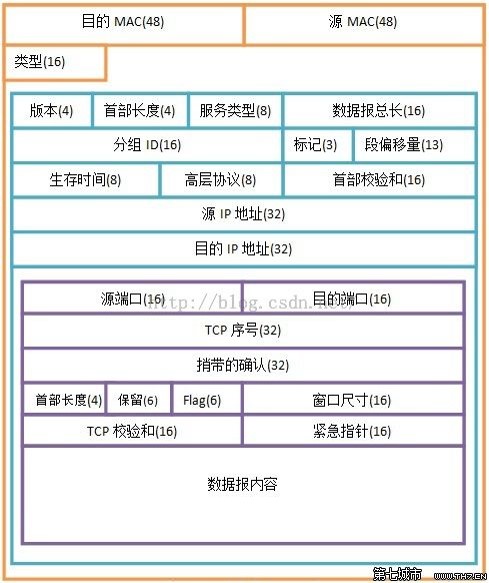 目的 MAC(48) 源 MAC(48)
类型(16)
版本(4) 首部长度(4) 服务类型(8) 数据报总长(16)
分组 ID(16) 标记(3) 段偏移量(13)
生存时间(8) 高层协议(8) 首部校验和(16)
源 IP 地址(32)
目的 IP 地址(32)
源端口(16) 目的端口(16)
http://blog.csdn.net/
TCP 序号(32)
捎带的确认(32)
首部长度(4) 保留(6) Flag(6) 窗口尺寸(16)
TCP 校验和(16) 紧急指针(16)
数据报内容
第七城市 www.TH7.CN